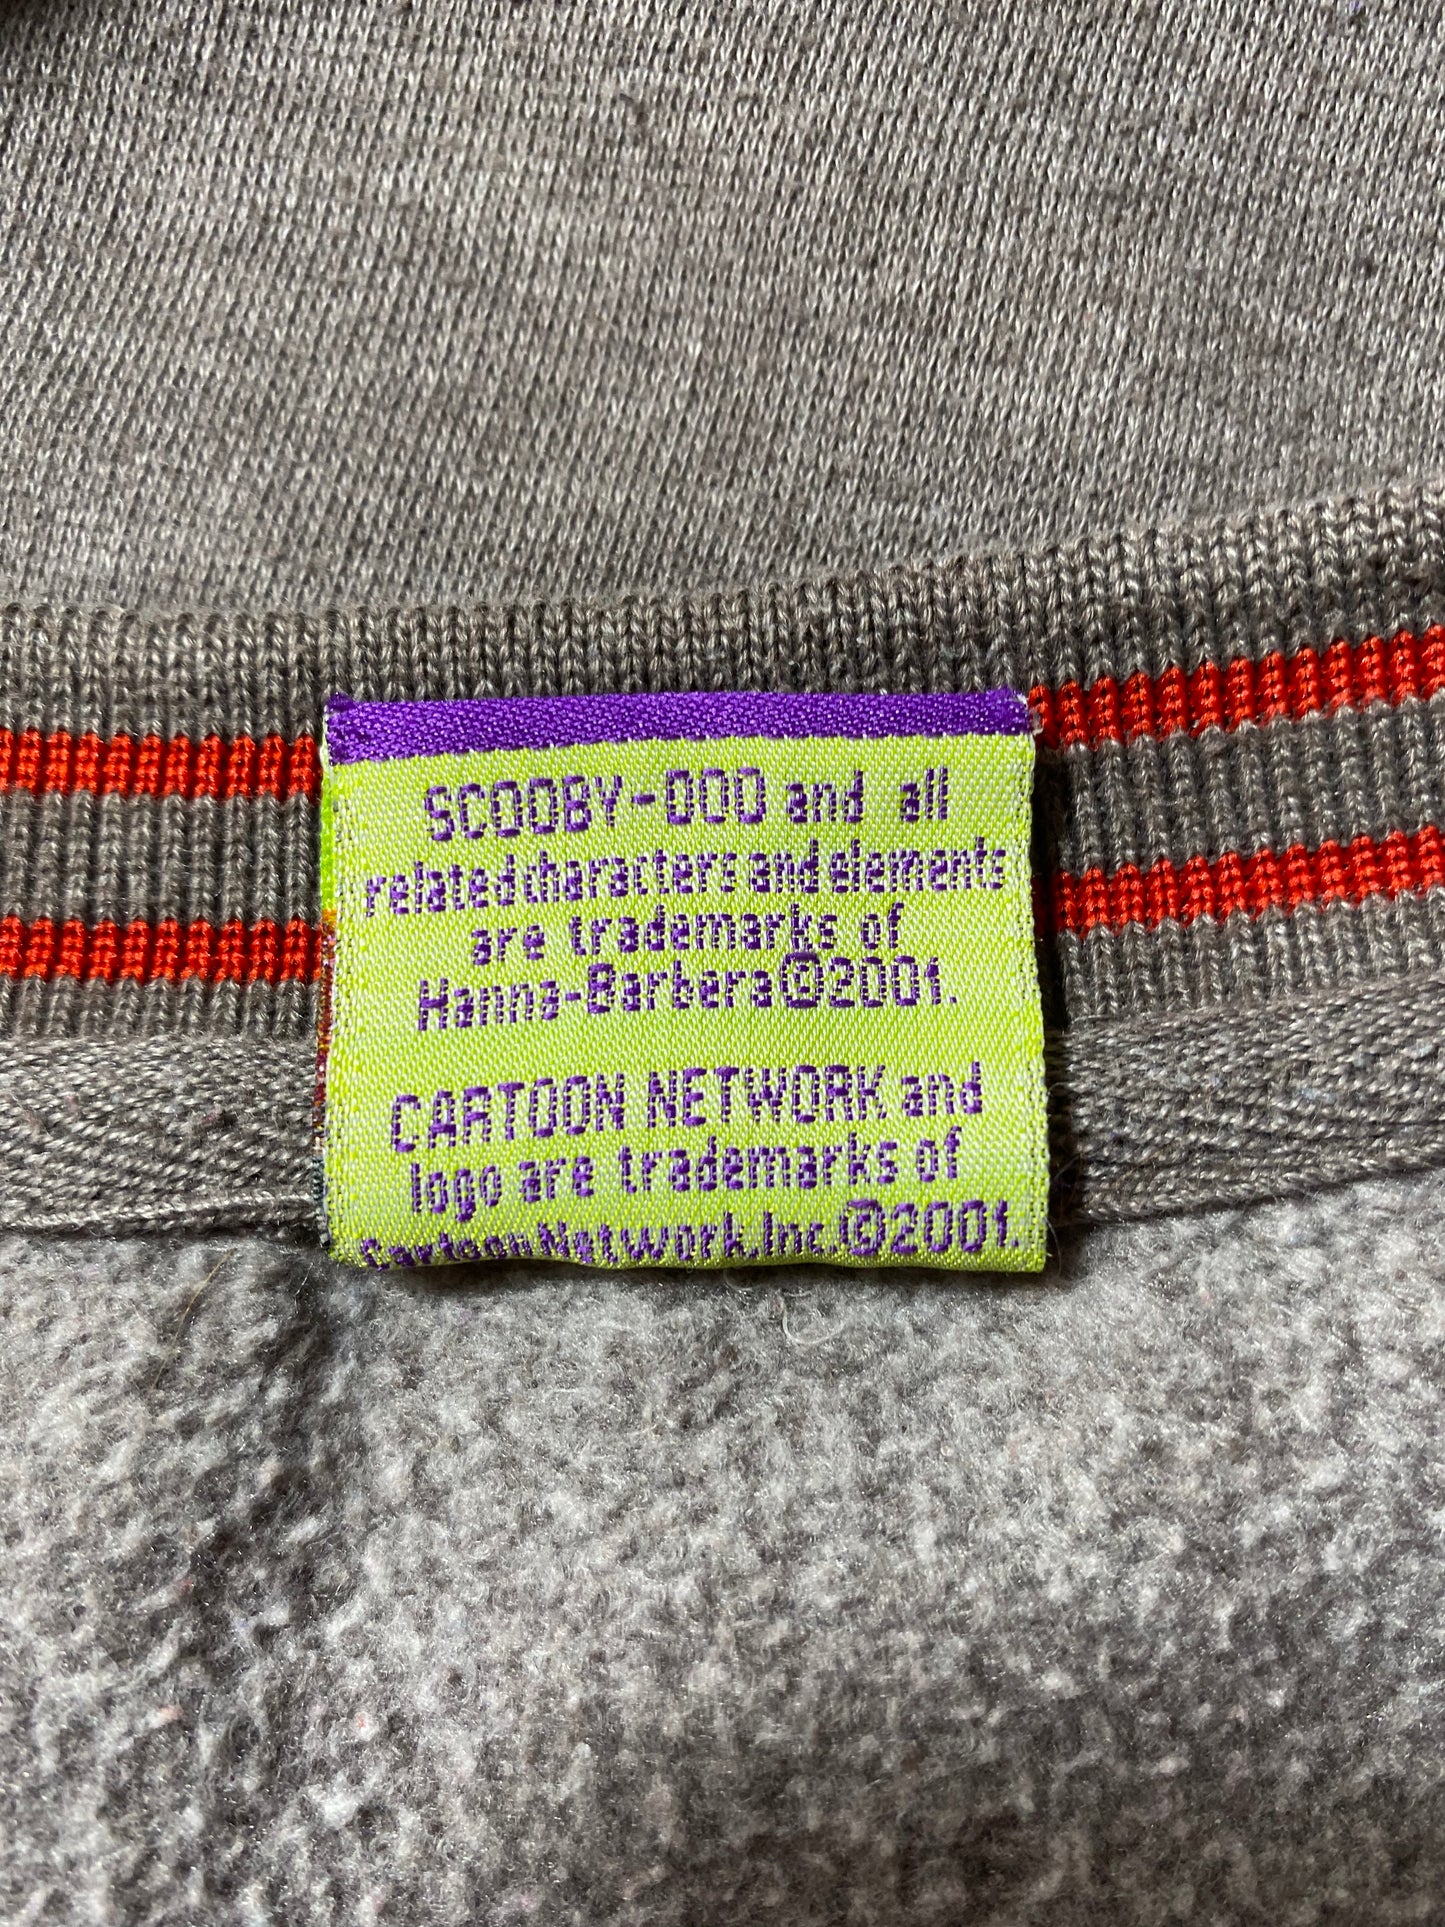 SCOOBY-DOO and all
related characters and elements
are trademarks of
Hanna-Barbera©2001.
CARTOON NETWORK and
logo are trademarks of
Cartoon Network, Inc.©2001.